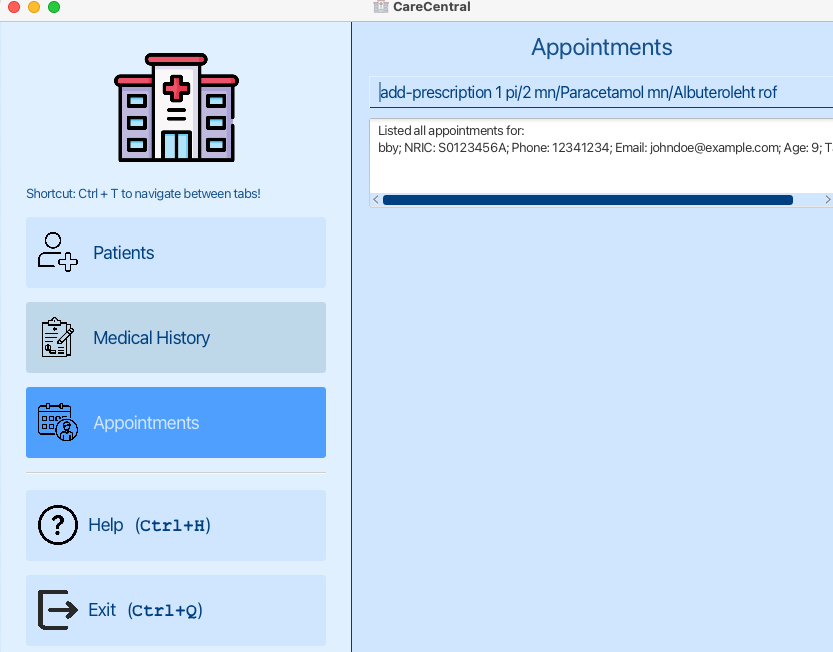 CareCentral
Shortcut: Ctrl + T to navigate between tabs!
Patients
Medical History
Appointments
Help (Ctrl+H)
Exit (Ctrl+Q)
Appointments
add-prescription 1 pi/2 mn/Paracetamol mn/Albuteroleht rof
Listed all appointments for:
bby; NRIC: S0123456A; Phone: 12341234; Email: johndoe@example.com; Age: 9; T